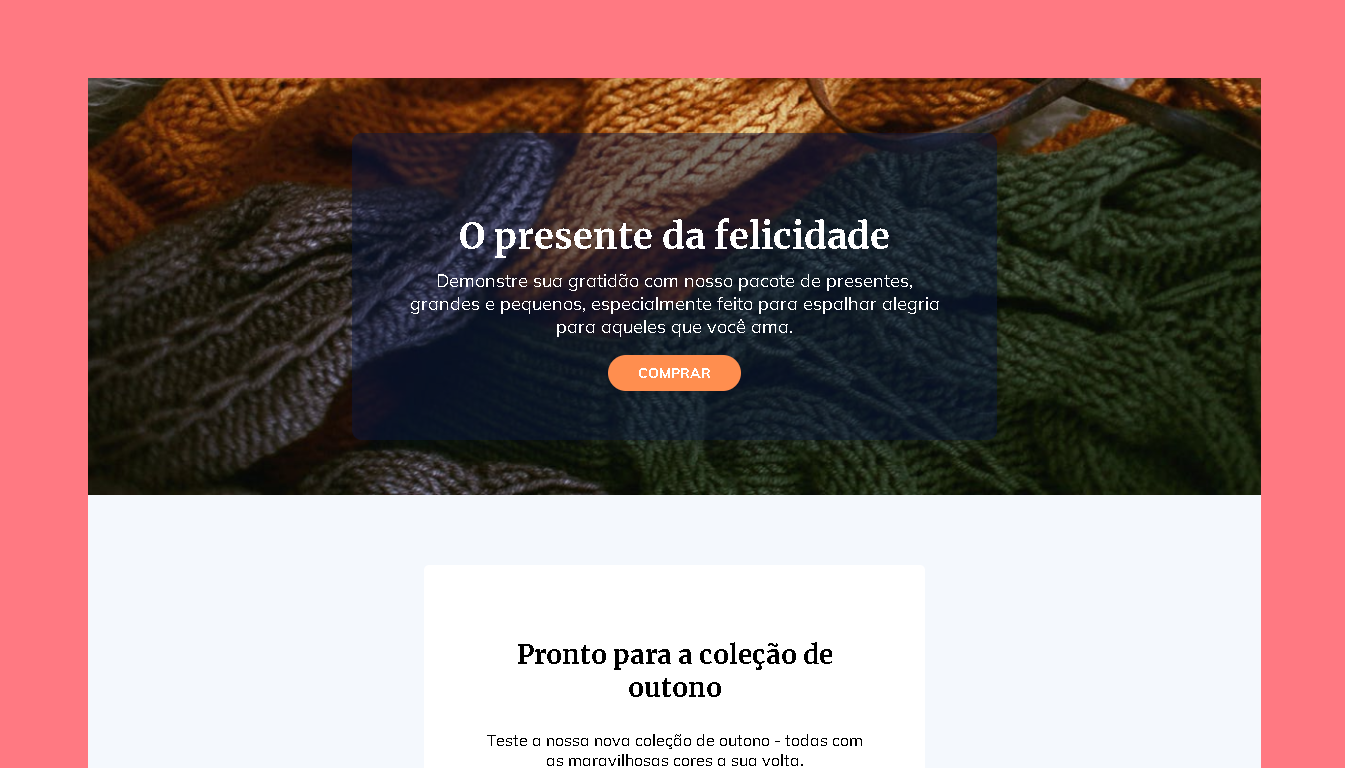 O presente da felicidade
Demonstre sua gratidão com nosso pacote de presentes,
grandes e pequenos, especialmente feito para espalhar alegria
para aqueles que você ama.
COMPRAR
Pronto para a coleção de
outono
Teste a nossa nova coleção de outono - todas com
as maravilhosas cores a sua volta.